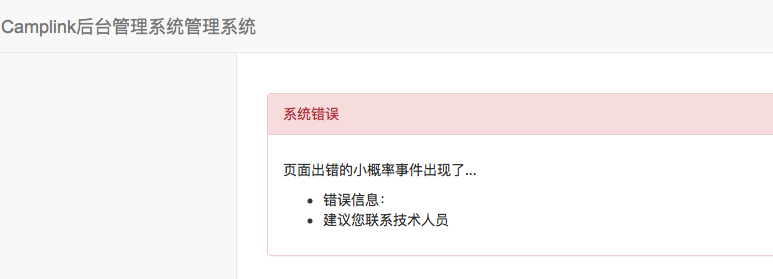 Camplink后台管理系统管理系统
系统错误
页面出错的小概率事件出现了...
错误信息：
建议您联系技术人员